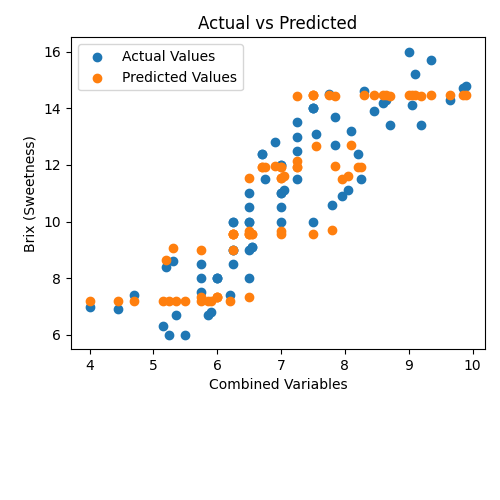 Actual vs Predicted
Actual Values
Predicted Values
Brix (Sweetness)
16
14
12
10
8
6
4 5 6 7 8 9 10
Combined Variables